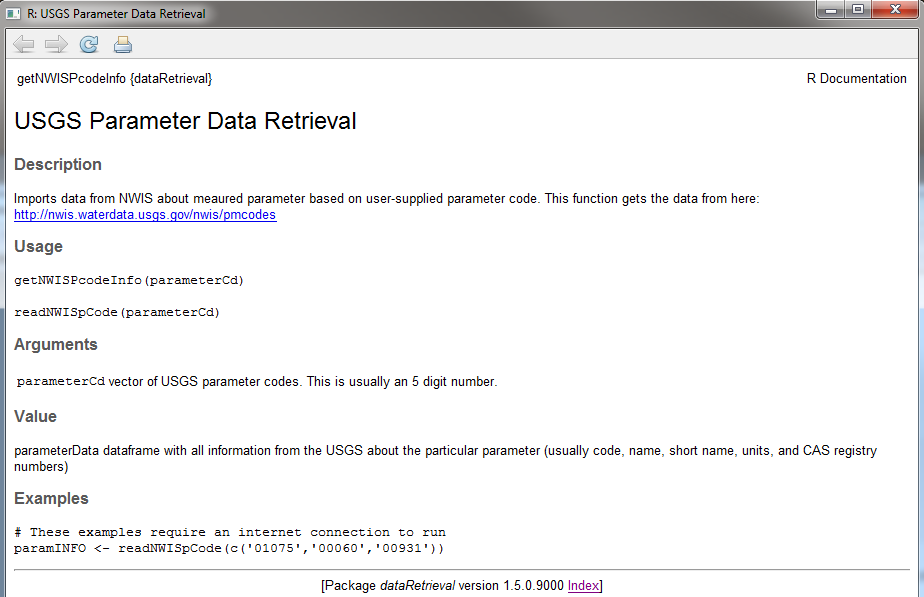 R: USGS Parameter Data Retrieval
getNWISPcodeInfo {dataRetrieval} R Documentation
USGS Parameter Data Retrieval
Description
Imports data from NWIS about meaured parameter based on user-supplied parameter code. This function gets the data from here:
http://nwis.waterdata.usgs.gov/nwis/pmcodes
Usage
getNWISPcodeInfo(parameterCd)
readNWISpCode(parameterCd)
Arguments
parameterCd vector of USGS parameter codes. This is usually an 5 digit number.
Value
parameterData dataframe with all information from the USGS about the particular parameter (usually code, name, short name, units, and CAS registry
numbers)
Examples
# These examples require an internet connection to run
paramINFO <- readNWISpCode(c('01075','00060','00931'))
[Package dataRetrieval version 1.5.0.9000 Index]